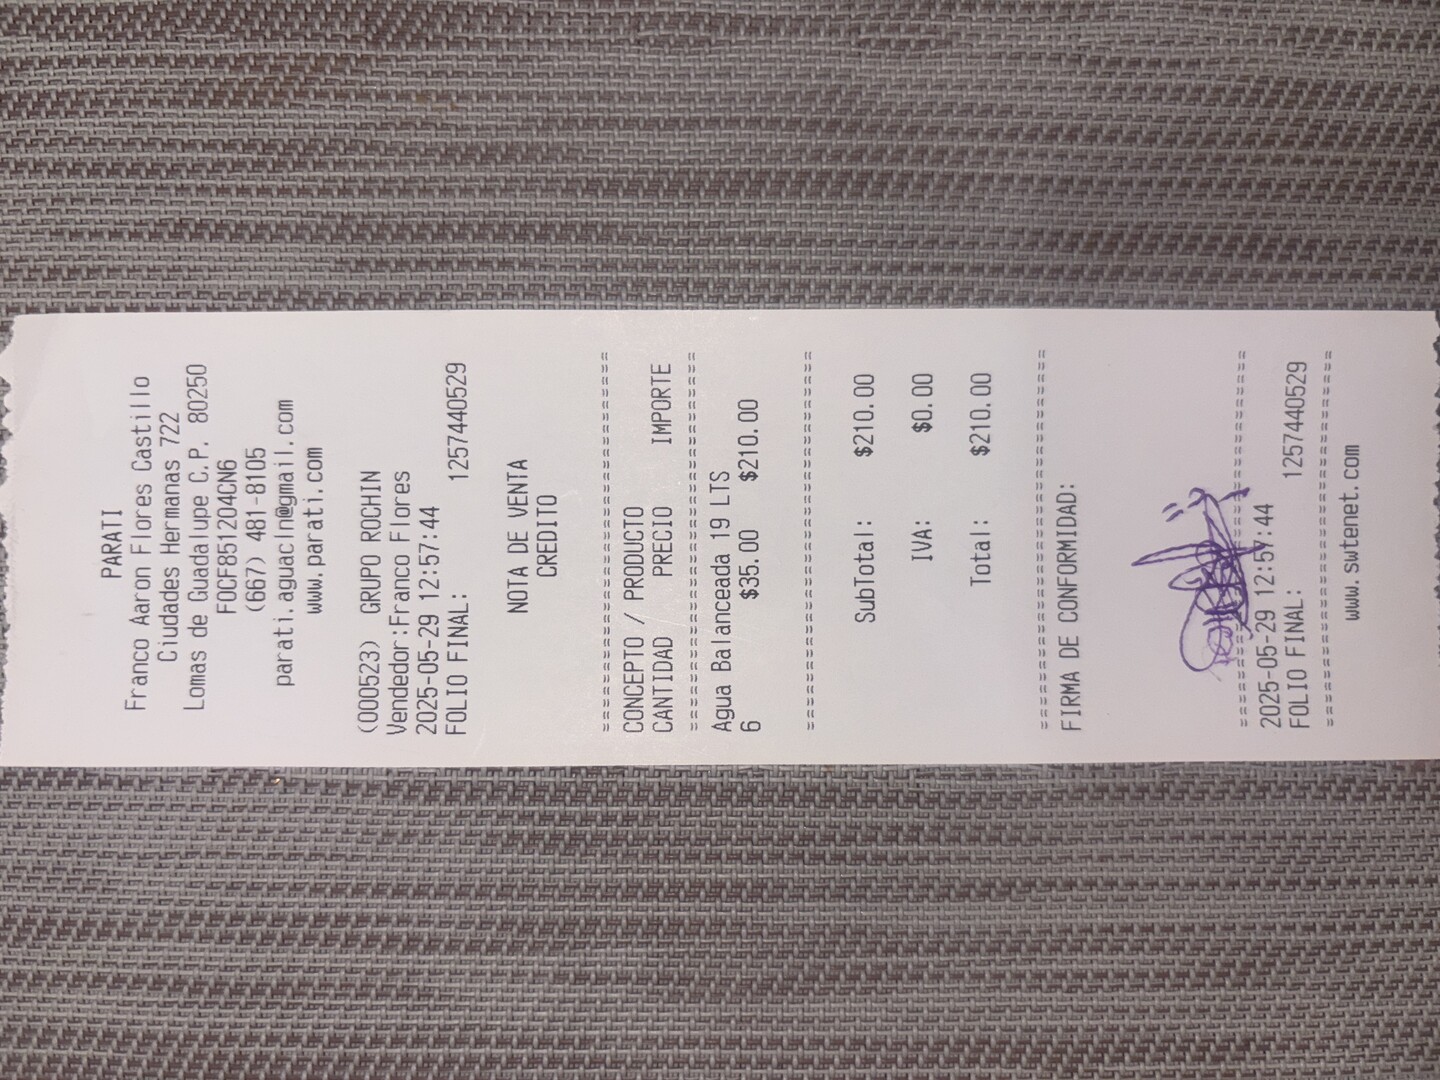 PARATI
Franco Aaron Flores Castillo
Ciudades Hermanas 722
Lomas de Guadalupe C.P. 80250
FOCF851204CN6
(667) 481-8105
parati.aguacln@gmail.com
www.parati.com
(000523) GRUPO ROCHIN
Vendedor:Franco Flores
2025-05-29 12:57:44
FOLIO FINAL: 1257440529
NOTA DE VENTA
CREDITO
================================
CONCEPTO / PRODUCTO
CANTIDAD PRECIO IMPORTE
================================
Agua Balanceada 19 LTS
6 $35.00 $210.00
================================
SubTotal: $210.00
IVA: $0.00
Total: $210.00
================================
FIRMA DE CONFORMIDAD:
================================
2025-05-29 12:57:44
FOLIO FINAL: 1257440529
================================
www.swtenet.com